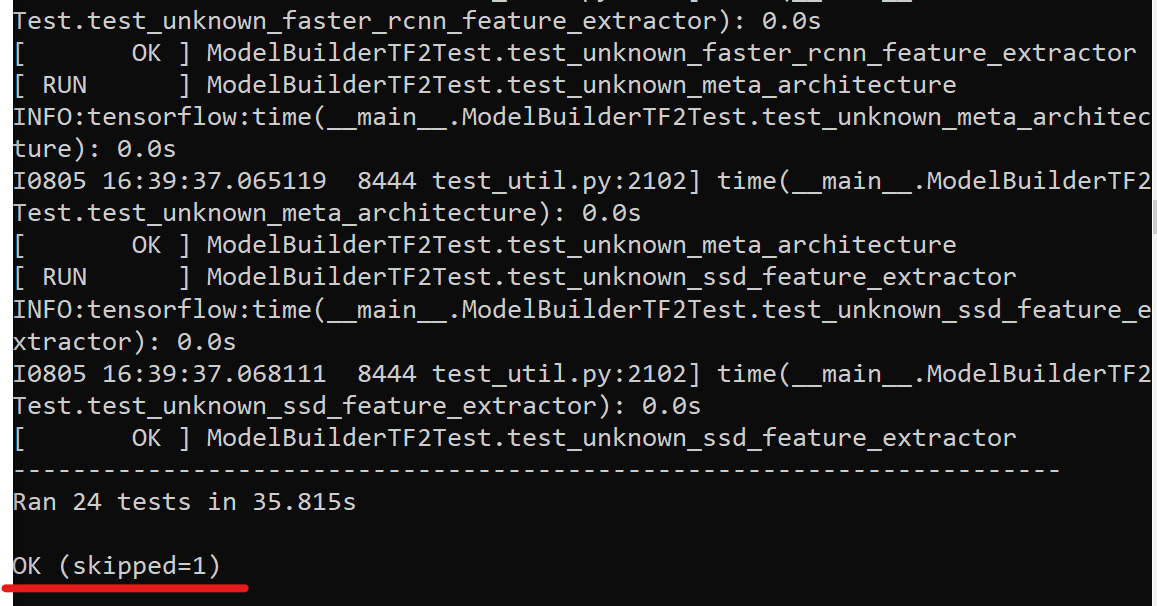 Test.test_unknown_faster_rcnn_feature_extractor): 0.0s
[       OK ] ModelBuilderTF2Test.test_unknown_faster_rcnn_feature_extractor
[ RUN      ] ModelBuilderTF2Test.test_unknown_meta_architecture
INFO:tensorflow:time(__main__.ModelBuilderTF2Test.test_unknown_meta_architec
ture): 0.0s
I0805 16:39:37.065119  8444 test_util.py:2102] time(__main__.ModelBuilderTF2
Test.test_unknown_meta_architecture): 0.0s
[       OK ] ModelBuilderTF2Test.test_unknown_meta_architecture
[ RUN      ] ModelBuilderTF2Test.test_unknown_ssd_feature_extractor
INFO:tensorflow:time(__main__.ModelBuilderTF2Test.test_unknown_ssd_feature_e
xtractor): 0.0s
I0805 16:39:37.068111  8444 test_util.py:2102] time(__main__.ModelBuilderTF2
Test.test_unknown_ssd_feature_extractor): 0.0s
[       OK ] ModelBuilderTF2Test.test_unknown_ssd_feature_extractor
----------------------------------------------------------------------
Ran 24 tests in 35.815s
OK (skipped=1)